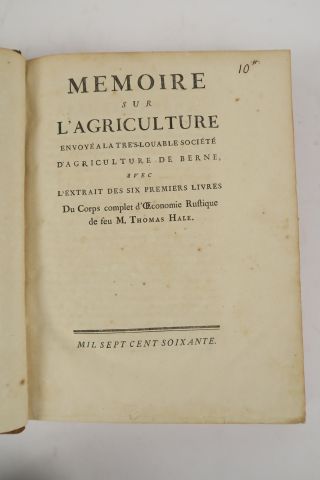 10
MEMOIRE
SUR
L'AGRICULTURE
ENVOYÉ A LA TRE'S-LOUABLE SOCIÉTÉ
D'AGRICULTURE DE BERNE,
AVEC
L'EXTRAIT DES SIX PREMIERS LIVRES
Du Corps complet d'Œconomie Rustique
de feu M. THOMAS HALE.
MIL SEPT CENT SOIXANTE.